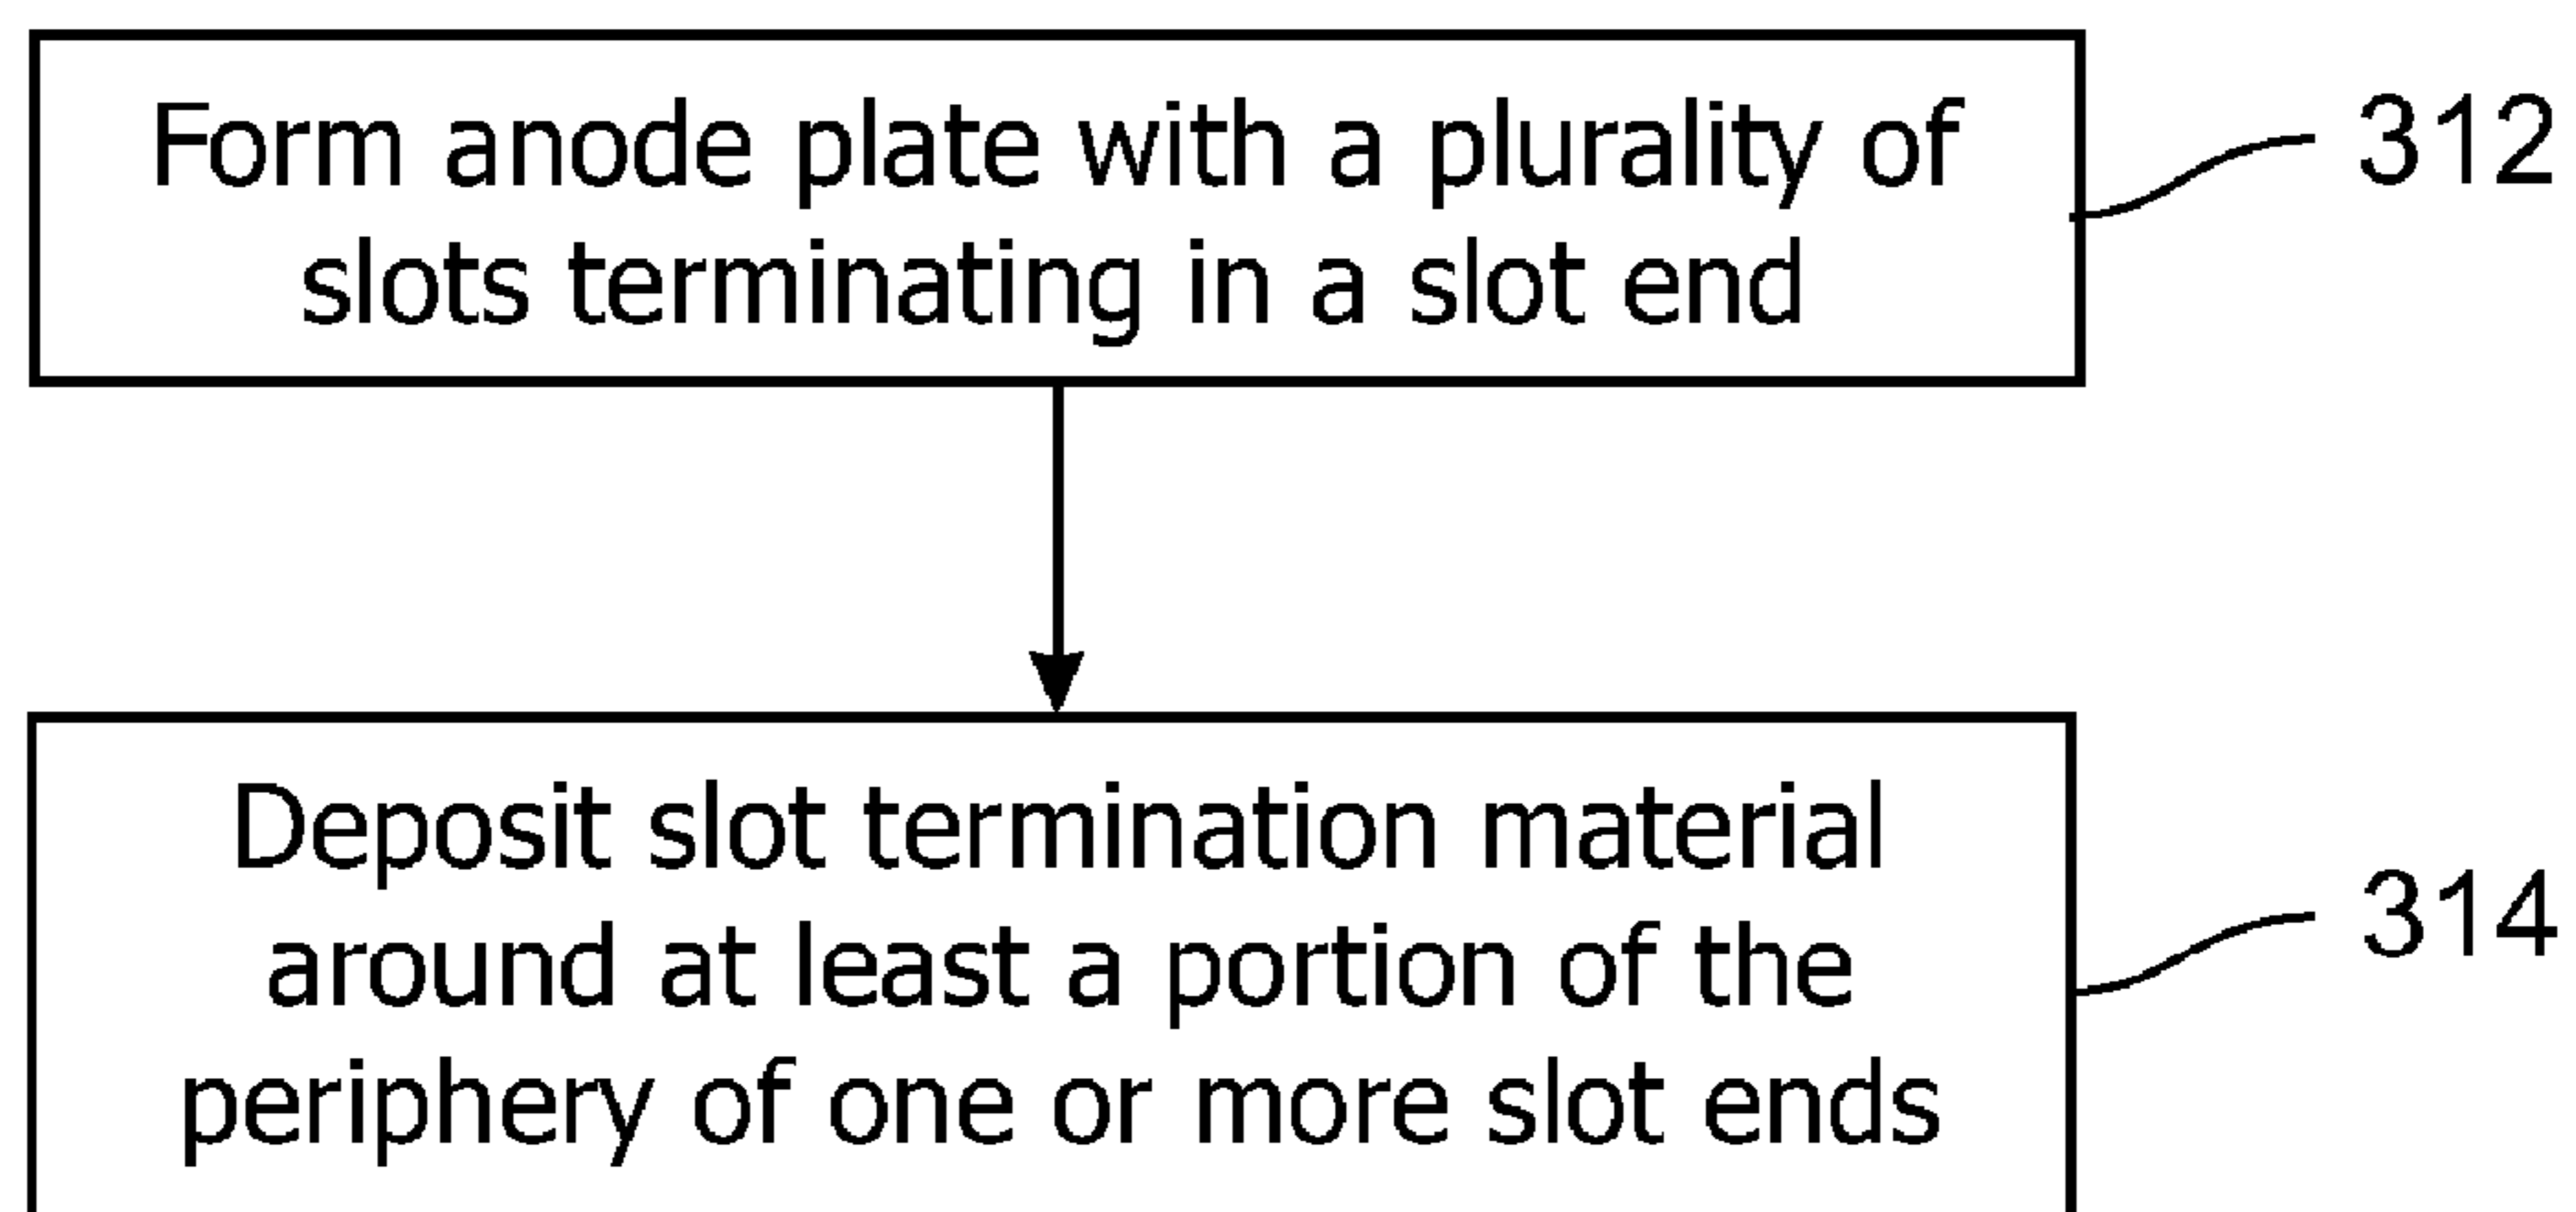 Form anode plate with a plurality of
slots terminating in a slot end
312
Deposit slot termination material
around at least a portion of the
periphery of one or more slot ends
314